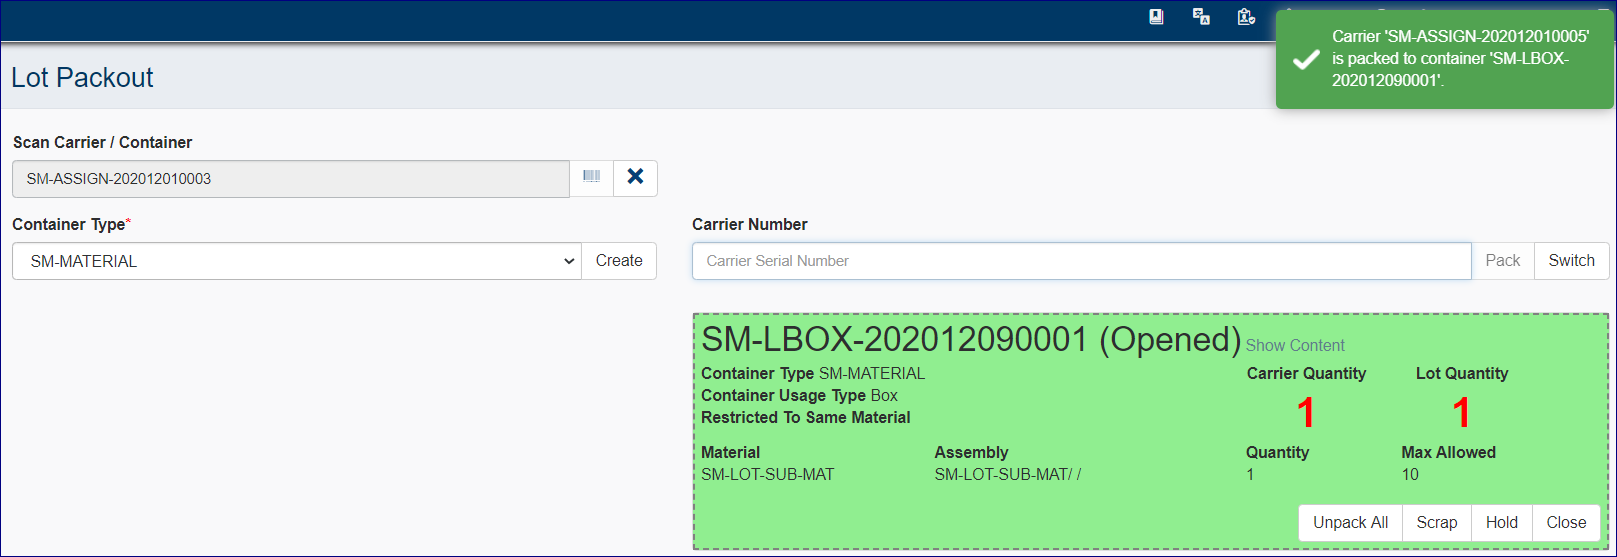 Carrier 'SM-ASSIGN-202012010005'
is packed to container 'SM-LBOX-
202012090001'.
Lot Packout
Scan Carrier / Container
SM-ASSIGN-202012010003
Container Type*
Carrier Number
SM-MATERIAL
Create
Carrier Serial Number
Pack
Switch
SM-LBOX-202012090001 (Opened) Show Content
Container Type SM-MATERIAL
Carrier Quantity
Lot Quantity
Container Usage Type Box
1
1
Restricted To Same Material
Material
Assembly
Quantity
Max Allowed
SM-LOT-SUB-MAT
SM-LOT-SUB-MAT/ /
1
10
Unpack All
Scrap
Hold
Close